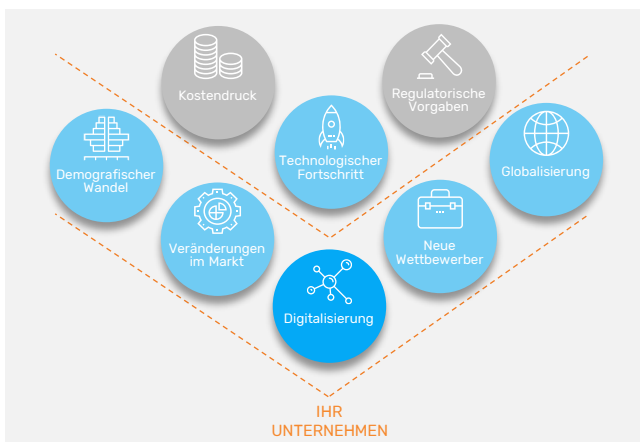 Kostendruck
Regulatorische
Vorgaben
Demografischer
Wandel
Technologischer
Fortschritt
Globalisierung
Veränderungen
im Markt
Neue
Wettbewerber
Digitalisierung
IHR
UNTERNEHMEN